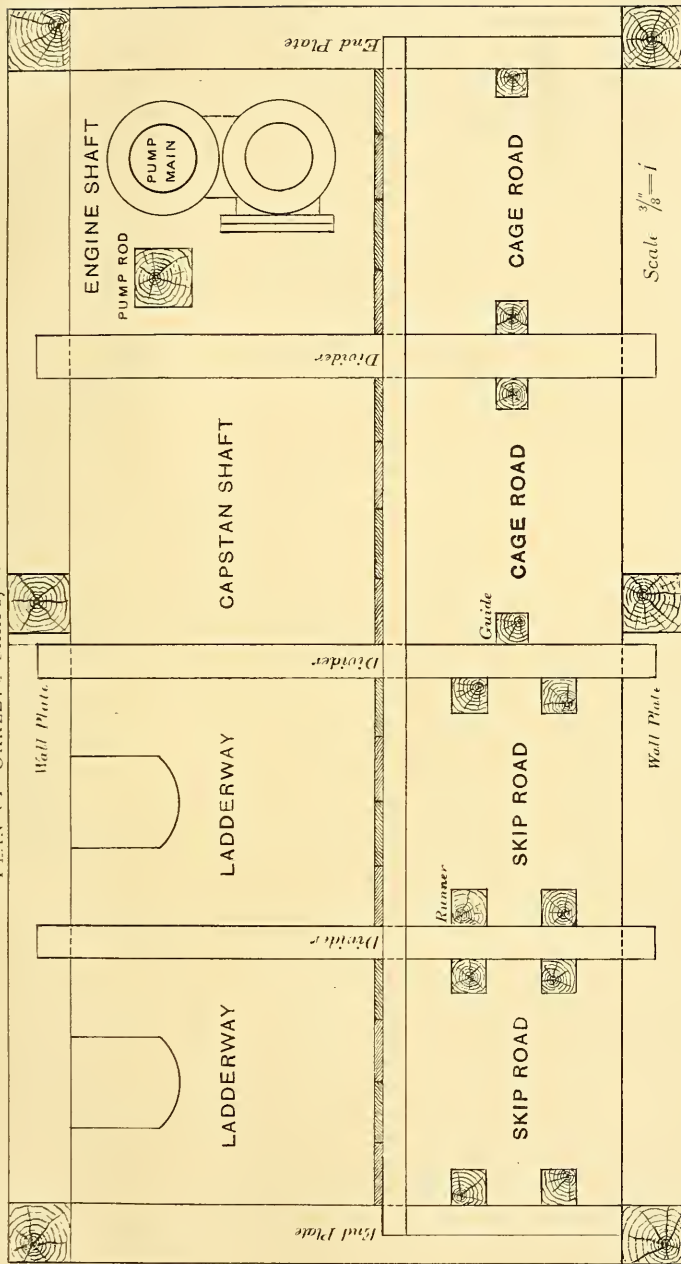 Wall Plate
ENGINE SHAFT
PUMP ROD
PUMP
MAIN
LADDERWAY
LADDERWAY
CAPSTAN SHAFT
End Plate
Divider
Divider
Divider
End Plate
Runner
Guide
SKIP ROAD
SKIP ROAD
CAGE ROAD
CAGE ROAD
Wall Plate
Scale 3/8"=1'